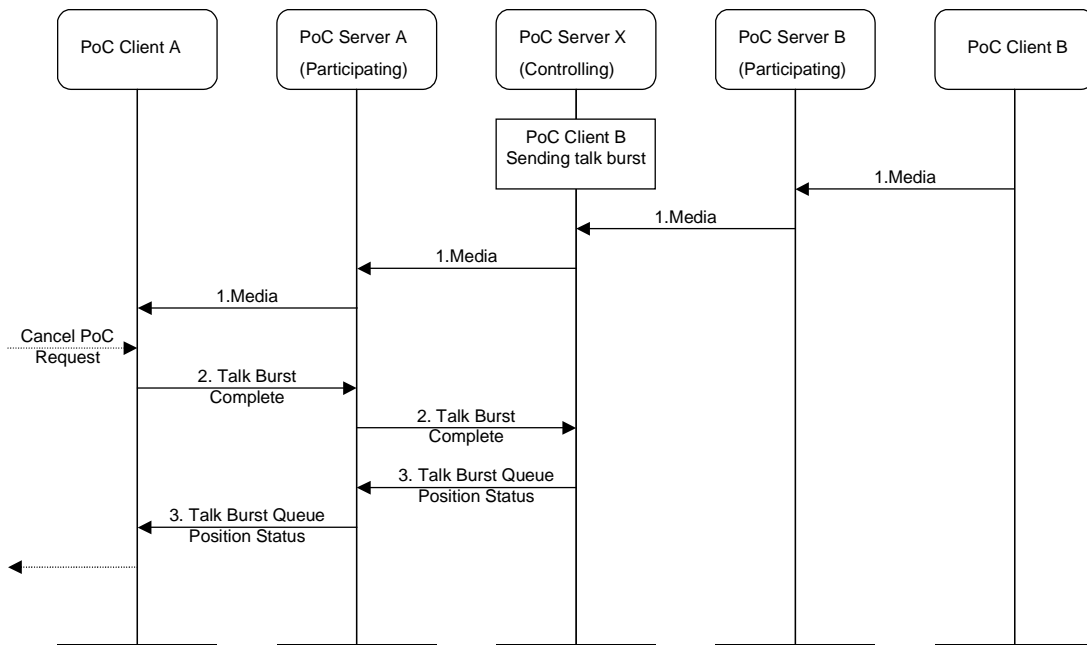 PoC Client A
PoC Server A
(Participating)
PoC Server X
(Controlling)
PoC Server B
(Participating)
PoC Client B
PoC Client B
Sending talk burst
1.Media
1.Media
1.Media
1.Media
Cancel PoC
Request
2. Talk Burst
Complete
2. Talk Burst
Complete
3. Talk Burst Queue
Position Status
3. Talk Burst Queue
Position Status